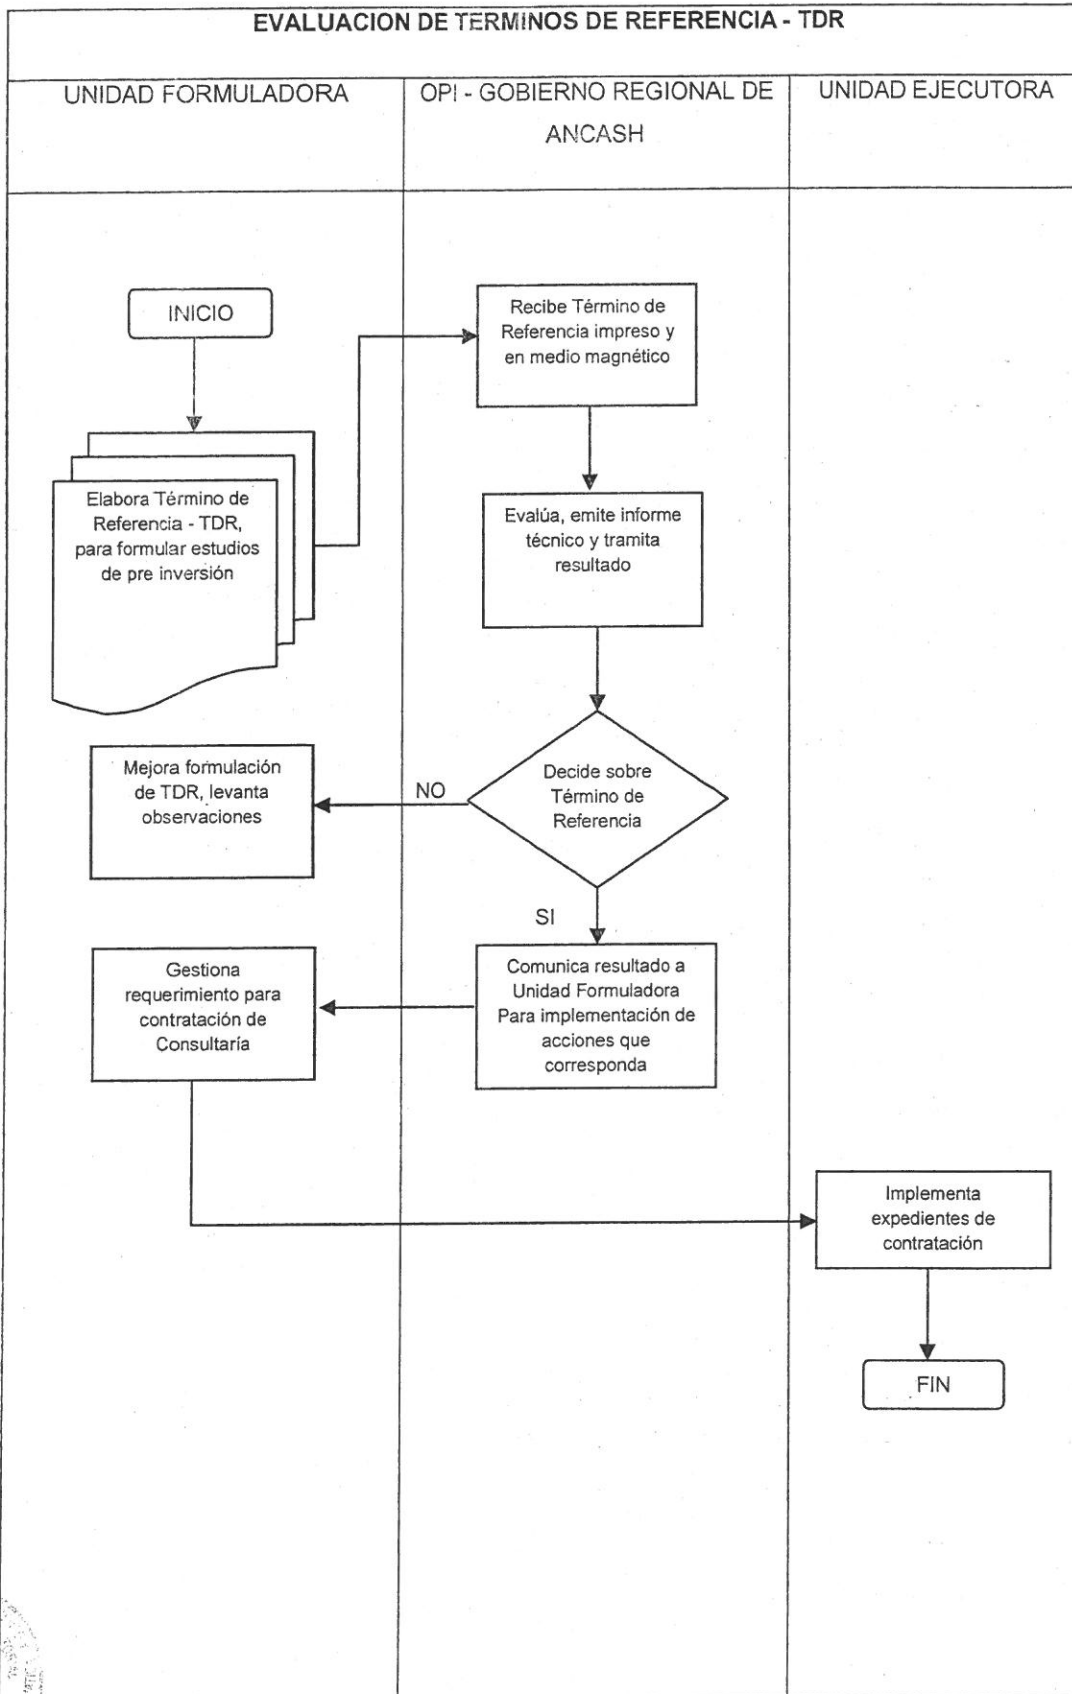 EVALUACION DE TERMINOS DE REFERENCIA - TDR
UNIDAD FORMULADORA
OPI - GOBIERNO REGIONAL DE
ANCASH
UNIDAD EJECUTORA
INICIO
Recibe Término de
Referencia impreso y
en medio magnético
Elabora Término de
Referencia - TDR,
para formular estudios
de pre inversión
Evalúa, emite informe
técnico y tramita
resultado
Decide sobre
Término de
Referencia
NO
Mejora formulación
de TDR, levanta
observaciones
SI
Comunica resultado a
Unidad Formuladora
Para implementación de
acciones que
corresponda
Gestiona
requerimiento para
contratación de
Consultaría
Implementa
expedientes de
contratación
FIN